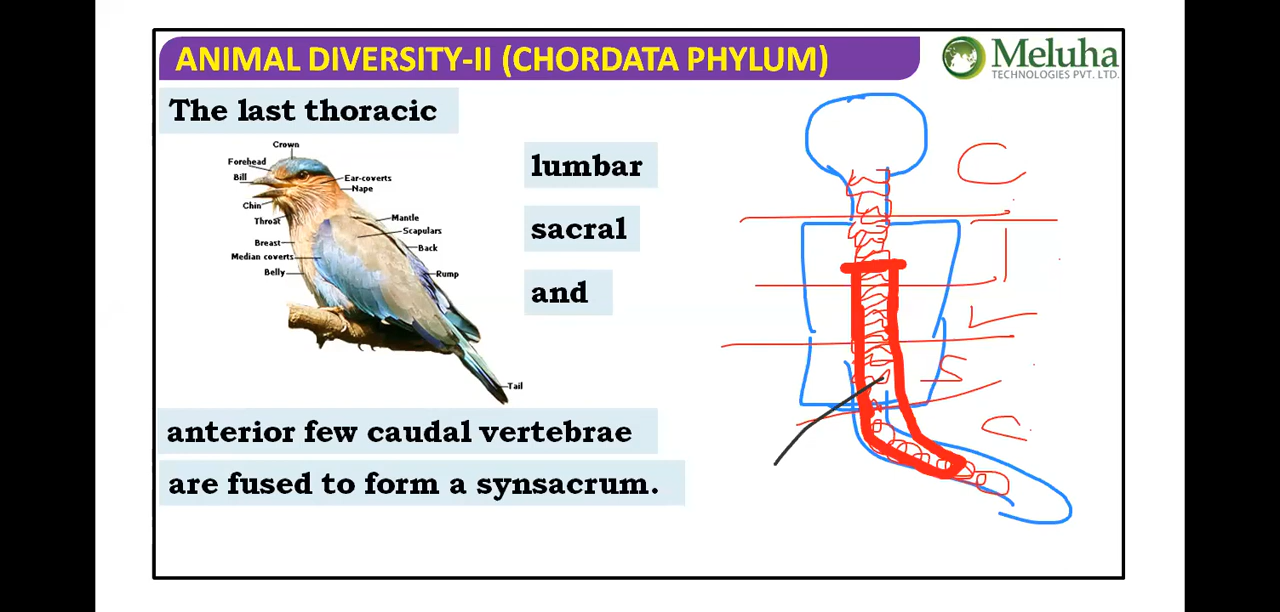 ANIMAL DIVERSITY-II (CHORDATA PHYLUM)
Meluha
TECHNOLOGIES PVT. LTD.
The last thoracic
Crown
Forehead
Bill
Ear-coverts
Nape
Chin
Throat
Mantle
Scapulars
Breast
Back
Median coverts
Belly
Rump
Tail
lumbar
sacral
and
anterior few caudal vertebrae
are fused to form a synsacrum.
C
T
L
S
C